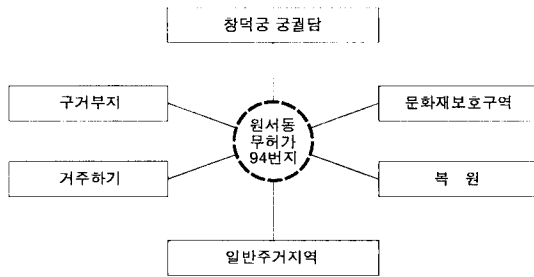 창덕궁 궁궐담
구거부지
문화재보호구역
원서동
무허가
94번지
거주하기
복 원
일반주거지역